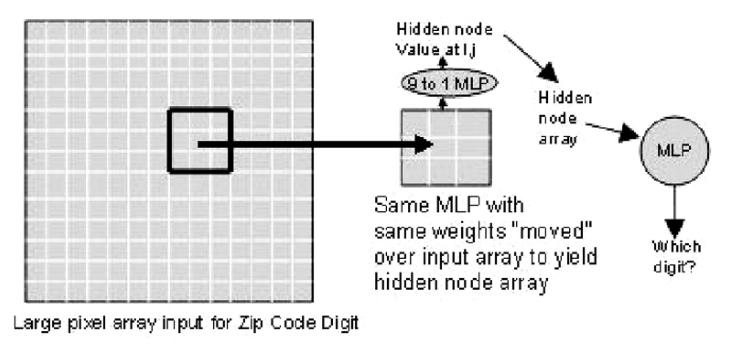 Hidden node
Value at I,j
9 to 1 MLP
Hidden
node
array
MLP
Same MLP with
same weights "moved"
over input array to yield
hidden node array
Which
digit?
Large pixel array input for Zip Code Digit